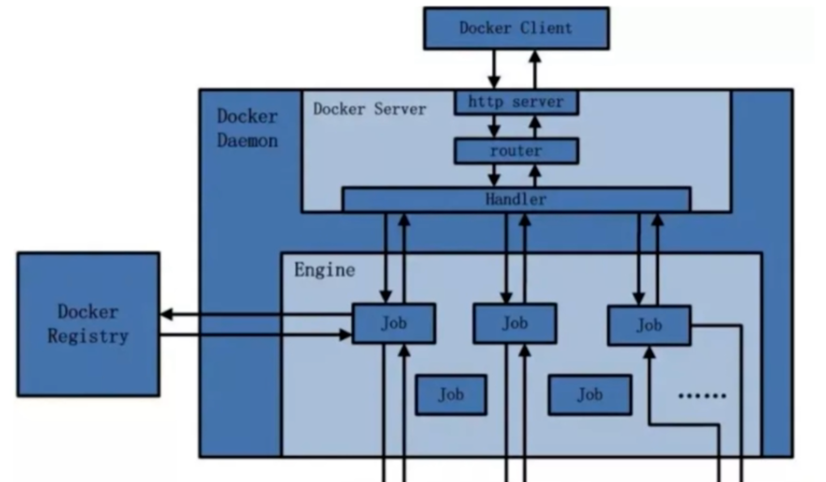 Docker Client
Docker
Daemon
Docker Server
http server
router
Handler
Engine
Docker
Registry
Job
Job
Job
Job
Job
······